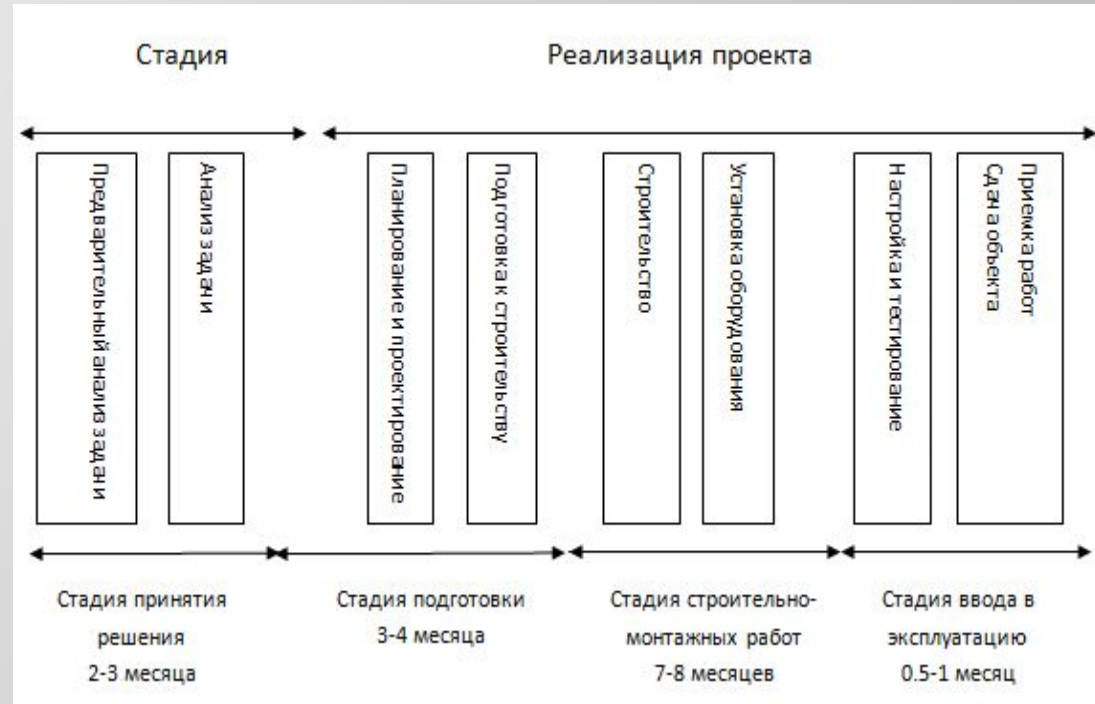 Стадия
Реализация проекта
Предварительный анализ задачи
Анализ задачи
Планирование и проектирование
Подготовка к строительству
Строительство
Установка оборудования
Настройка и тестирование
Приемка работ
Сдача объекта
Стадия принятия
решения
2-3 месяца
Стадия подготовки
3-4 месяца
Стадия строительно-
монтажных работ
7-8 месяцев
Стадия ввода в
эксплуатацию
0.5-1 месяц